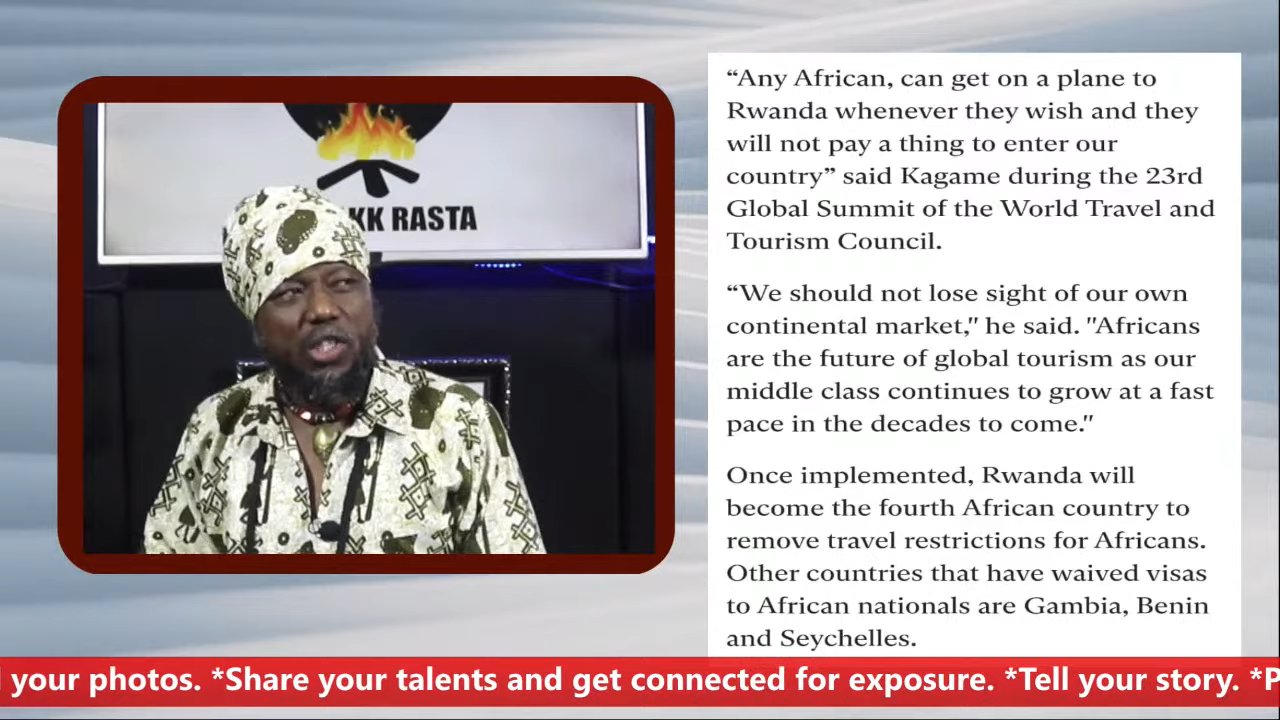 KK RASTA
“Any African, can get on a plane to
Rwanda whenever they wish and they
will not pay a thing to enter our
country” said Kagame during the 23rd
Global Summit of the World Travel and
Tourism Council.
“We should not lose sight of our own
continental market," he said. "Africans
are the future of global tourism as our
middle class continues to grow at a fast
pace in the decades to come."
Once implemented, Rwanda will
become the fourth African country to
remove travel restrictions for Africans.
Other countries that have waived visas
to African nationals are Gambia, Benin
and Seychelles.
your photos. *Share your talents and get connected for exposure. *Tell your story. *P